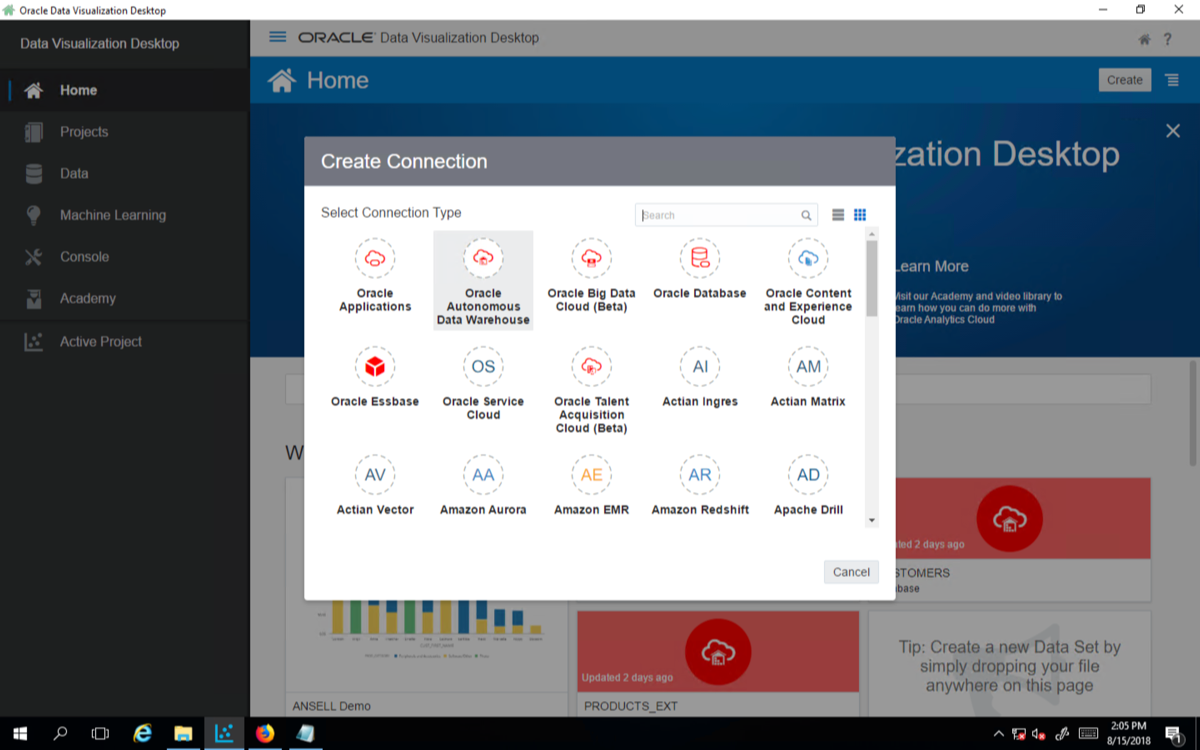 Oracle Data Visualization Desktop
Data Visualization Desktop
ORACLE Data Visualization Desktop
?
Home
Projects
Data
Machine Learning
Console
Academy
Active Project
Home
Create
zation Desktop
Learn More
Visit our Academy and video library to
learn how you can do more with
Oracle Analytics Cloud
Create Connection
Select Connection Type
Search
Oracle
Applications
Oracle
Autonomous
Data Warehouse
Oracle Big Data
Cloud (Beta)
Oracle Database
Oracle Content
and Experience
Cloud
Oracle Essbase
OS
Oracle Service
Cloud
Oracle Talent
Acquisition
Cloud (Beta)
AI
Actian Ingres
AM
Actian Matrix
AV
Actian Vector
AA
Amazon Aurora
AE
Amazon EMR
AR
Amazon Redshift
AD
Apache Drill
Cancel
W
ted 2 days ago
STOMERS
base
ANSELL Demo
Updated 2 days ago
PRODUCTS_EXT
Tip: Create a new Data Set by
simply dropping your file
anywhere on this page
2:05 PM
8/15/2018
1